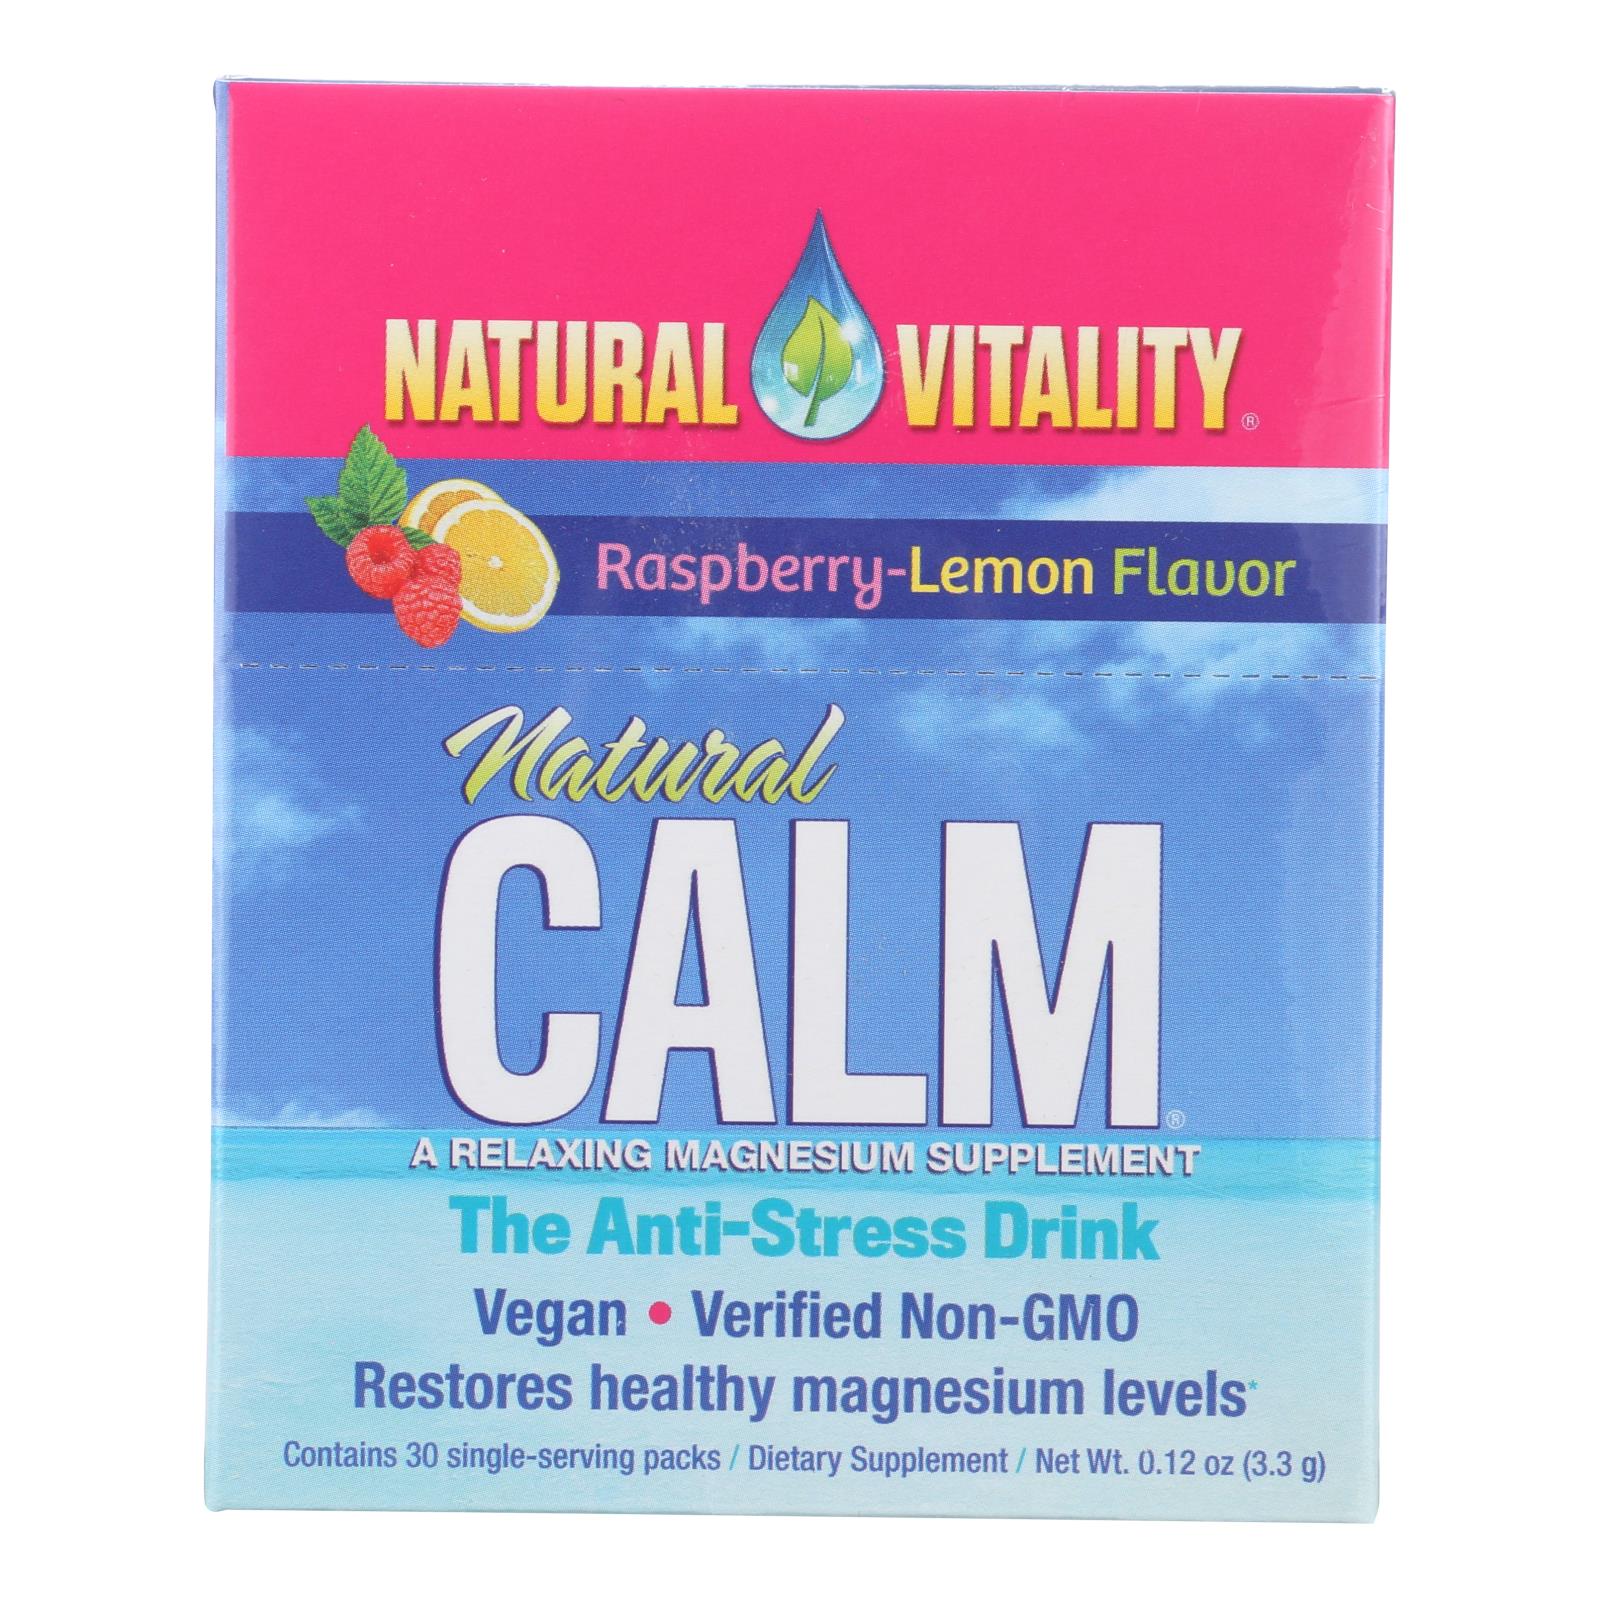 NATURAL VITALITY®
Raspberry-Lemon Flavor
Natural
CALM®
A RELAXING MAGNESIUM SUPPLEMENT
The Anti-Stress Drink
Vegan • Verified Non-GMO
Restores healthy magnesium levels*
Contains 30 single-serving packs / Dietary Supplement / Net Wt. 0.12 oz (3.3 g)